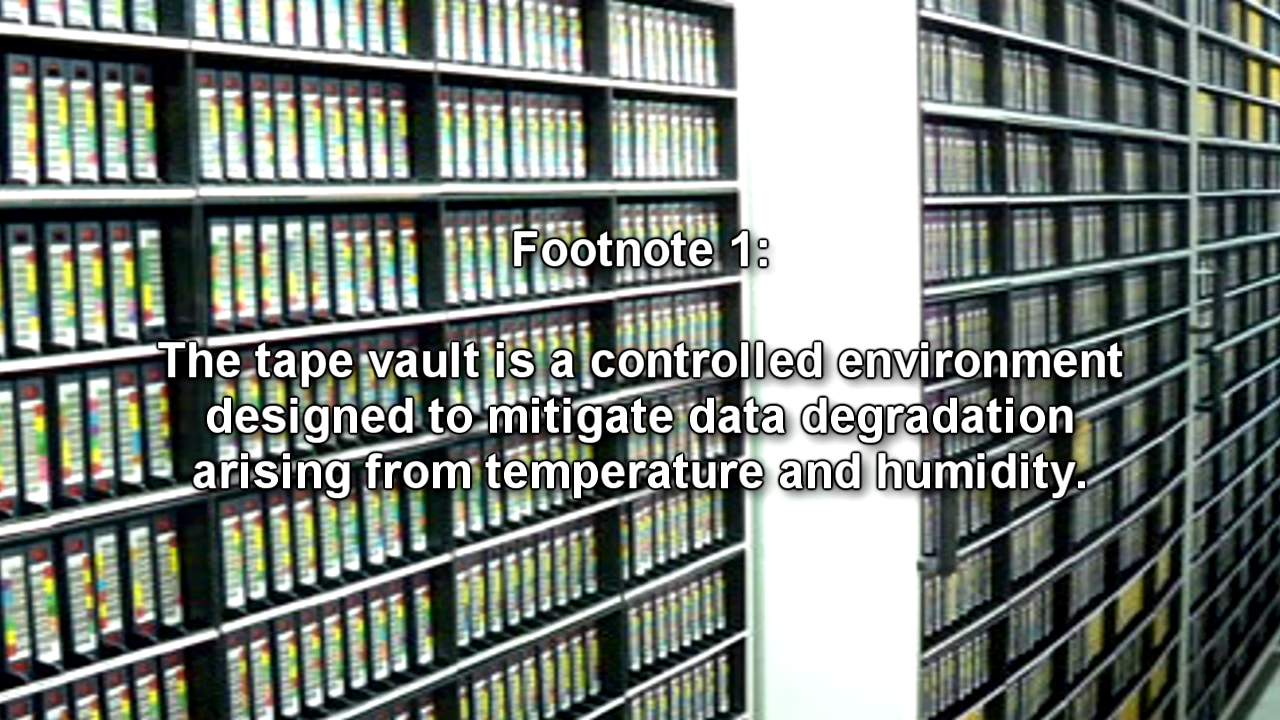 Footnote 1:
The tape vault is a controlled environment
designed to mitigate data degradation
arising from temperature and humidity.